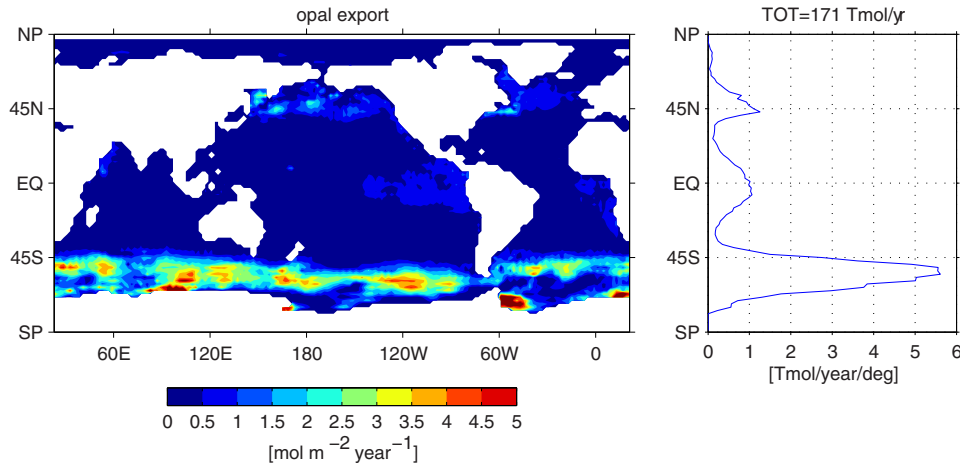 opal export
NP
45N
EQ
45S
SP
60E 120E 180 120W 60W 0
0 0.5 1 1.5 2 2.5 3 3.5 4 4.5 5
[mol m⁻² year⁻¹]
TOT=171 Tmol/yr
NP
45N
EQ
45S
SP
0 1 2 3 4 5 6
[Tmol/year/deg]